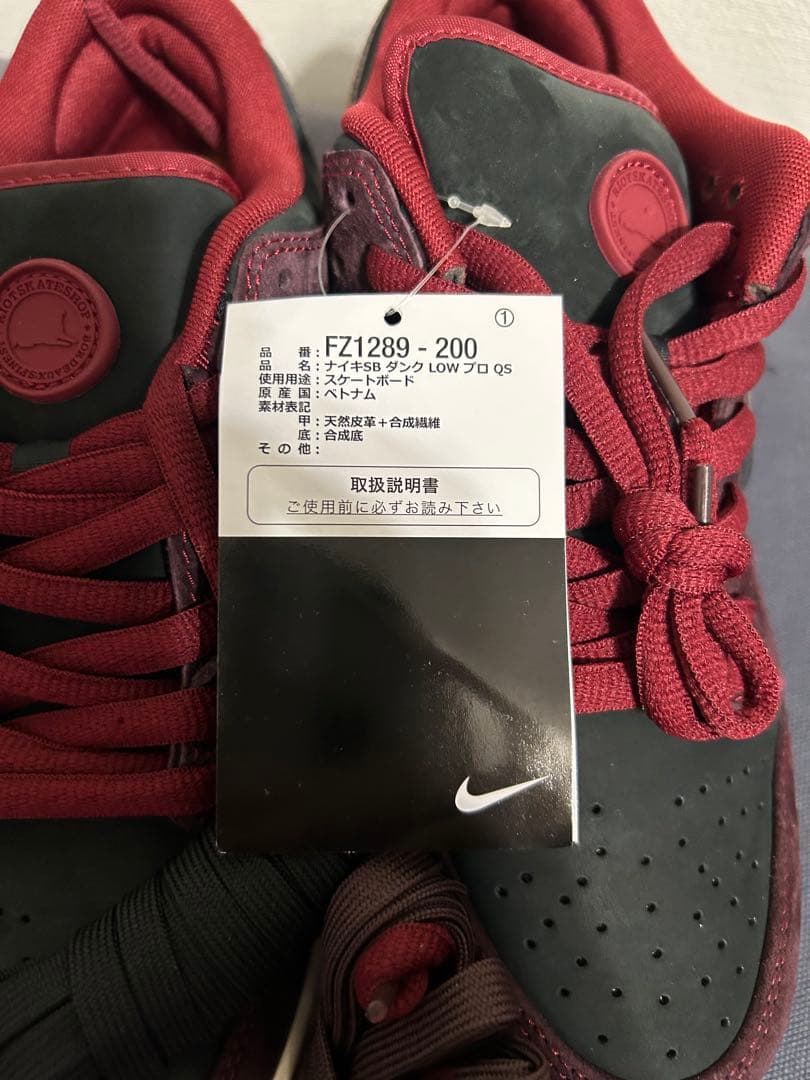 RIOTSKATESHOP
BORDEAUXFINEST
RIOTSKATESHOP
①
品 番 : FZ1289 - 200
品 名 : ナイキSB ダンク LOW プロ QS
使用用途 : スケートボード
原 産 国 : ベトナム
素材表記
甲 : 天然皮革＋合成繊維
底 : 合成底
そ の 他 :
取扱説明書
ご使用前に必ずお読み下さい